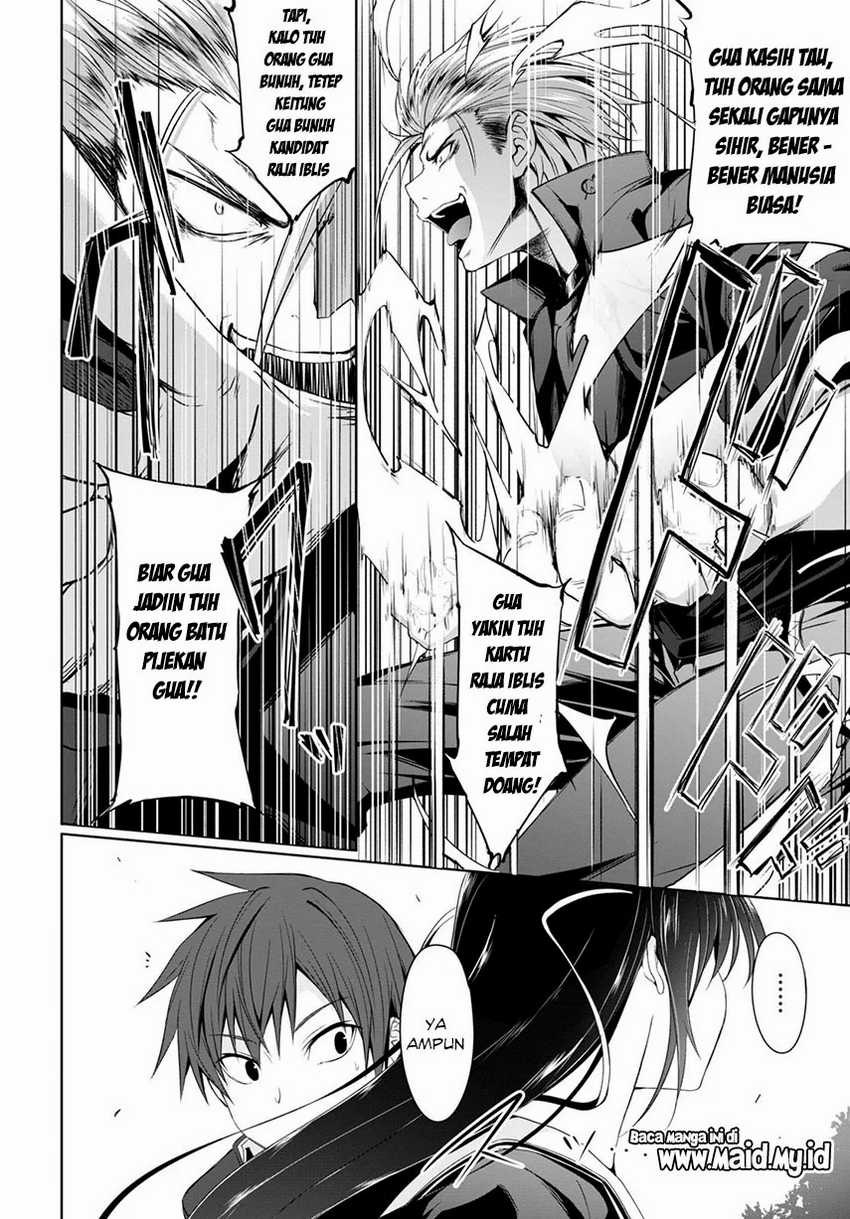 GUA KASIH TAU,
TUH ORANG SAMA
SEKALI GAPUNYA
SIHIR, BENER -
BENER MANUSIA
BIASA!
TAPI,
KALO TUH
ORANG GUA
BUNUH, TETEP
KEITUNG
GUA BUNUH
KANDIDAT
RAJA IBLIS
GUA
YAKIN TUH
KARTU
RAJA IBLIS
CUMA
SALAH
TEMPAT
DOANG!
BIAR GUA
JADIIN TUH
ORANG BATU
PIJEKAN
GUA!!
......
YA
AMPUN
Baca Manga ini di
www.Maid.My.id